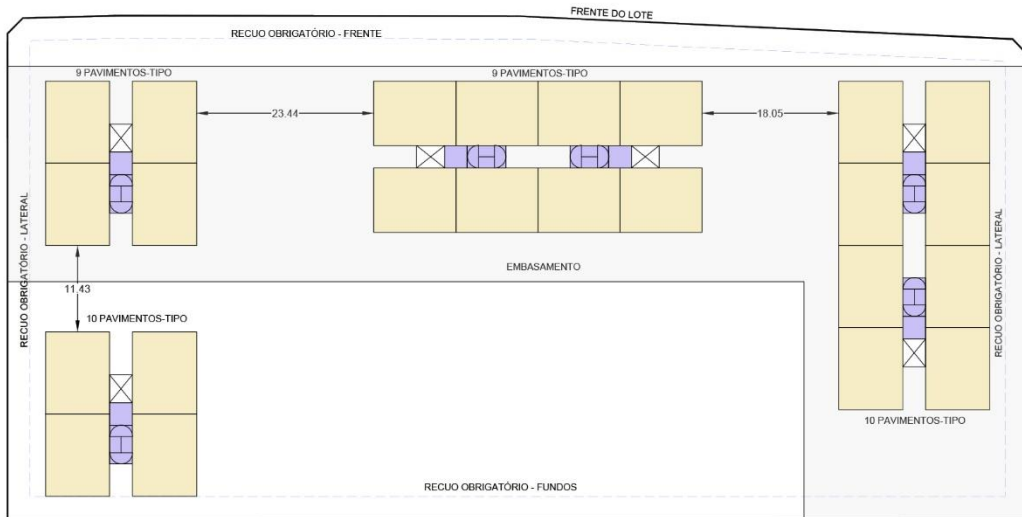 FRENTE DO LOTE
RECUO OBRIGATÓRIO - FRENTE
9 PAVIMENTOS-TIPO
9 PAVIMENTOS-TIPO
23.44
18.05
RECUO OBRIGATÓRIO - LATERAL
RECUO OBRIGATÓRIO - LATERAL
EMBASAMENTO
11.43
10 PAVIMENTOS-TIPO
10 PAVIMENTOS-TIPO
RECUO OBRIGATÓRIO - FUNDOS